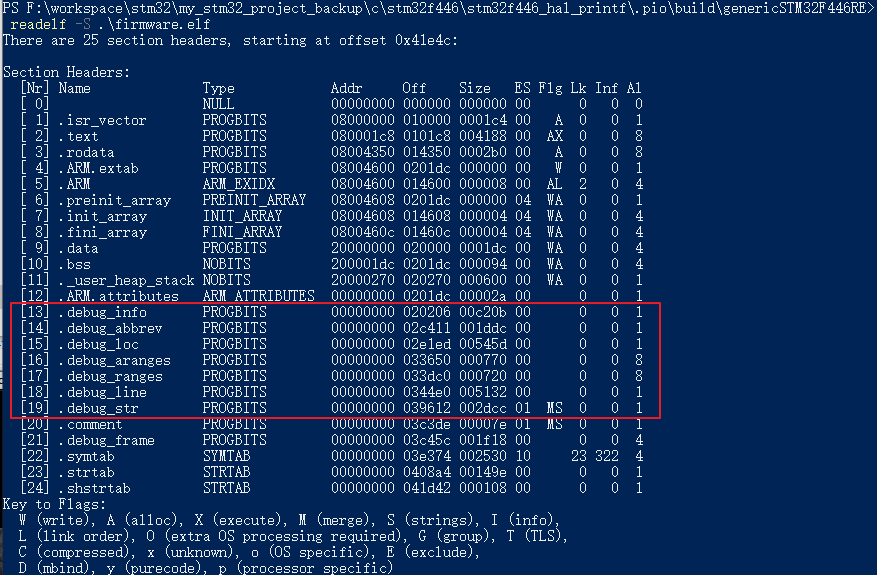 PS F:\workspace\stm32\my_stm32_project_backup\c\stm32f446\stm32f446_hal_printf\.pio\build\genericSTM32F446RE>
readelf -S .\firmware.elf
There are 25 section headers, starting at offset 0x41e4c:
Section Headers:
[Nr] Name Type Addr Off Size ES Flg Lk Inf Al
[ 0] NULL 00000000 000000 000000 00 0 0 0
[ 1] .isr_vector PROGBITS 08000000 010000 0001c4 00 A 0 0 1
[ 2] .text PROGBITS 080001c8 0101c8 004188 00 AX 0 0 8
[ 3] .rodata PROGBITS 08004350 014350 0002b0 00 A 0 0 8
[ 4] .ARM.extab PROGBITS 08004600 0201dc 000000 00 W 0 0 1
[ 5] .ARM ARM_EXIDX 08004600 014600 000008 00 AL 2 0 4
[ 6] .preinit_array PREINIT_ARRAY 08004608 0201dc 000000 04 WA 0 0 1
[ 7] .init_array INIT_ARRAY 08004608 014608 000004 04 WA 0 0 4
[ 8] .fini_array FINI_ARRAY 0800460c 01460c 000004 04 WA 0 0 4
[ 9] .data PROGBITS 20000000 020000 0001dc 00 WA 0 0 4
[10] .bss NOBITS 200001dc 0201dc 000094 00 WA 0 0 4
[11] ._user_heap_stack NOBITS 20000270 020270 000600 00 WA 0 0 1
[12] .ARM.attributes ARM_ATTRIBUTES 00000000 0201dc 00002a 00 0 0 1
[13] .debug_info PROGBITS 00000000 020206 00c20b 00 0 0 1
[14] .debug_abbrev PROGBITS 00000000 02c411 001ddc 00 0 0 1
[15] .debug_loc PROGBITS 00000000 02e1ed 00545d 00 0 0 1
[16] .debug_aranges PROGBITS 00000000 033650 000770 00 0 0 8
[17] .debug_ranges PROGBITS 00000000 033dc0 000720 00 0 0 8
[18] .debug_line PROGBITS 00000000 0344e0 005132 00 0 0 1
[19] .debug_str PROGBITS 00000000 039612 002dcc 01 MS 0 0 1
[20] .comment PROGBITS 00000000 03c3de 00007e 01 MS 0 0 1
[21] .debug_frame PROGBITS 00000000 03c45c 001f18 00 0 0 4
[22] .symtab SYMTAB 00000000 03e374 002530 10 23 322 4
[23] .strtab STRTAB 00000000 0408a4 00149e 00 0 0 1
[24] .shstrtab STRTAB 00000000 041d42 000108 00 0 0 1
Key to Flags:
W (write), A (alloc), X (execute), M (merge), S (strings), I (info),
L (link order), O (extra OS processing required), G (group), T (TLS),
C (compressed), x (unknown), o (OS specific), E (exclude),
D (mbind), y (purecode), p (processor specific)